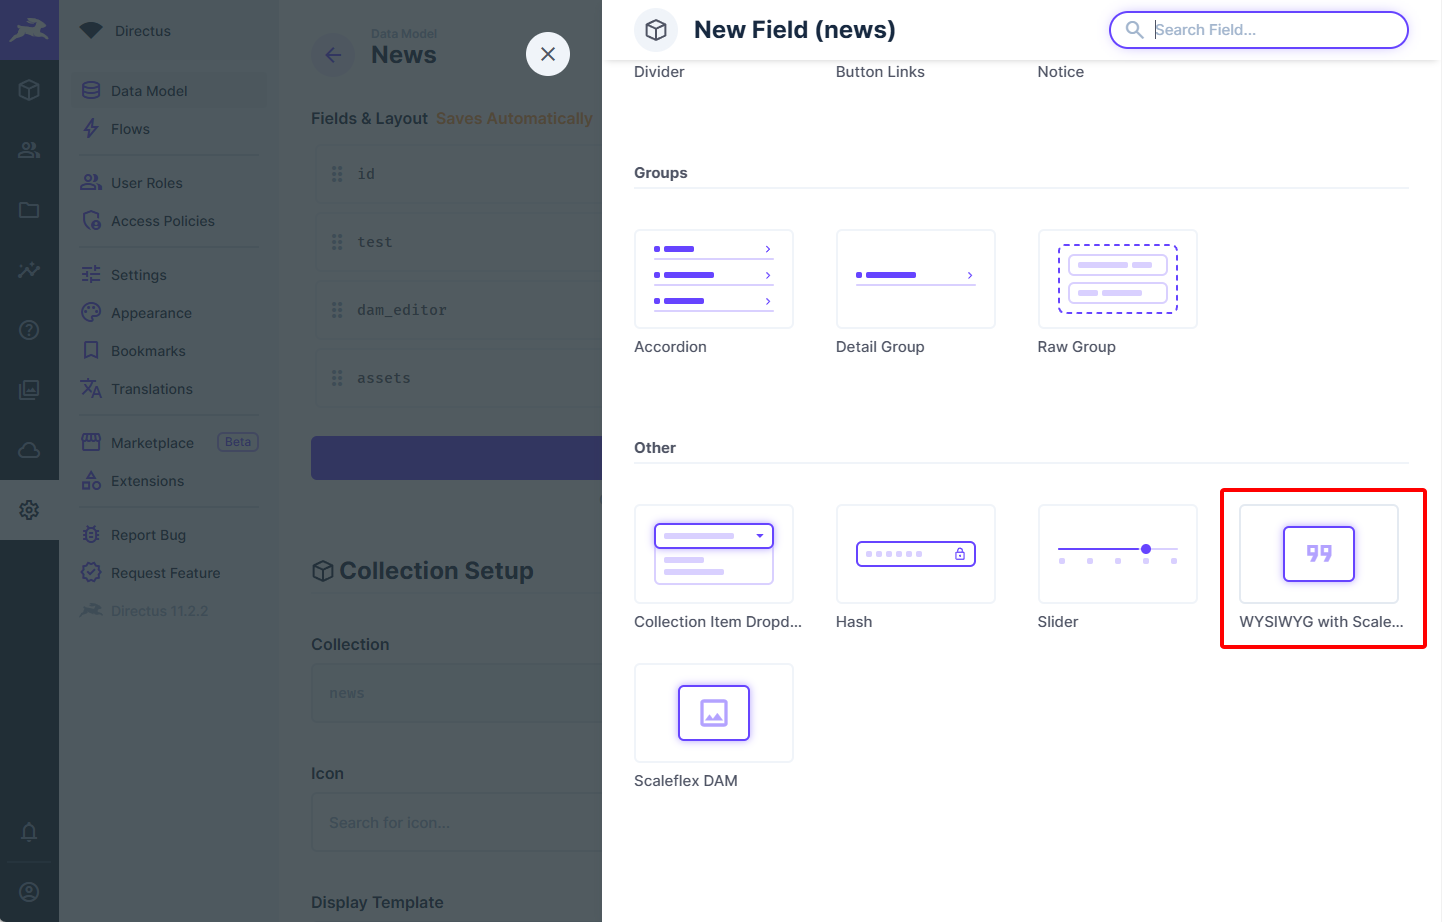 Directus
Data Model
Flows
User Roles
Access Policies
Settings
Appearance
Bookmarks
Translations
Marketplace Beta
Extensions
Report Bug
Request Feature
Directus 11.2.2
Data Model
News
Fields & Layout Saves Automatically
id
test
dam_editor
assets
Collection Setup
Collection
news
Icon
Search for icon...
Display Template
New Field (news)
Search Field...
Divider
Button Links
Notice
Groups
Accordion
Detail Group
Raw Group
Other
Collection Item Dropd...
Hash
Slider
WYSIWYG with Scale...
Scaleflex DAM